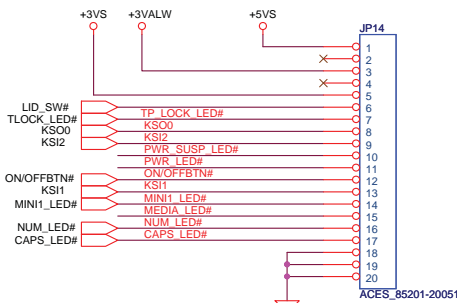 +3VS +3VALW +5VS
JP14
1
2
3
4
5
LID_SW# 6
TLOCK_LED# TP_LOCK_LED# 7
KSO0 KSO0 8
KSI2 KSI2 9
PWR_SUSP_LED# 10
PWR_LED# 11
ON/OFFBTN# ON/OFFBTN# 12
KSI1 KSI1 13
MINI1_LED# MINI1_LED# 14
MEDIA_LED# 15
NUM_LED# NUM_LED# 16
CAPS_LED# CAPS_LED# 17
18
19
20
ACES_85201-20051